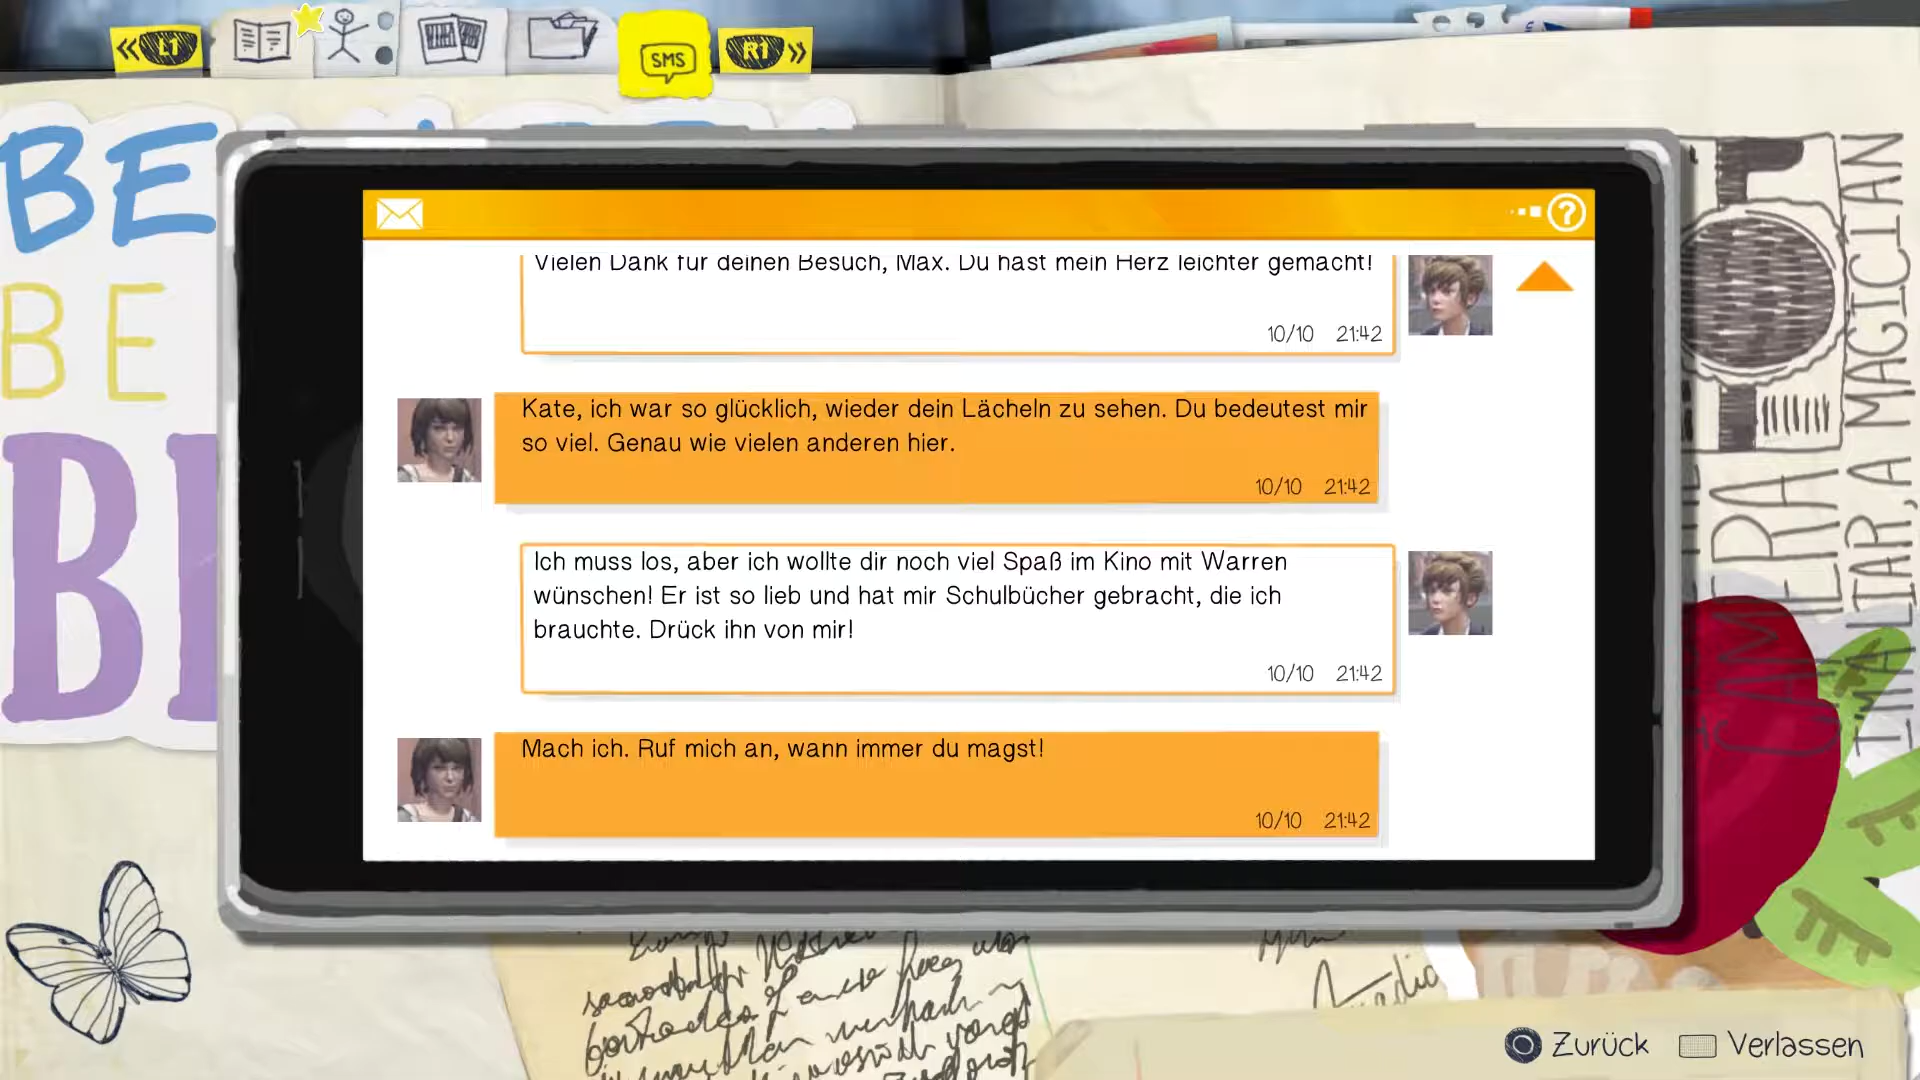 L1
SMS
R1
BE
BE
Vielen Dank für deinen Besuch, Max. Du hast mein Herz leichter gemacht!
10/10 21:42
Kate, ich war so glücklich, wieder dein Lächeln zu sehen. Du bedeutest mir
so viel. Genau wie vielen anderen hier.
10/10 21:42
Ich muss los, aber ich wollte dir noch viel Spaß im Kino mit Warren
wünschen! Er ist so lieb und hat mir Schulbücher gebracht, die ich
brauchte. Drück ihn von mir!
10/10 21:42
Mach ich. Ruf mich an, wann immer du magst!
10/10 21:42
CAMERA
LIAR, A MAGICIAN
Zurück
Verlassen